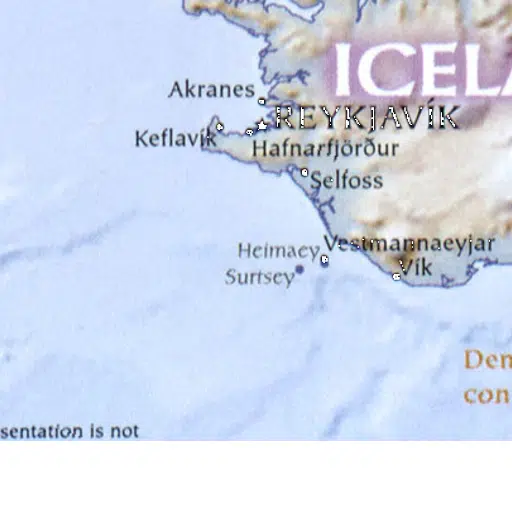 ICEL
Akranes
REYKJAVÍK
Keflavík
Hafnarfjörður
Selfoss
Vestmannaeyjar
Heimaey
Surtsey
Vík
Den
con
sentation is not